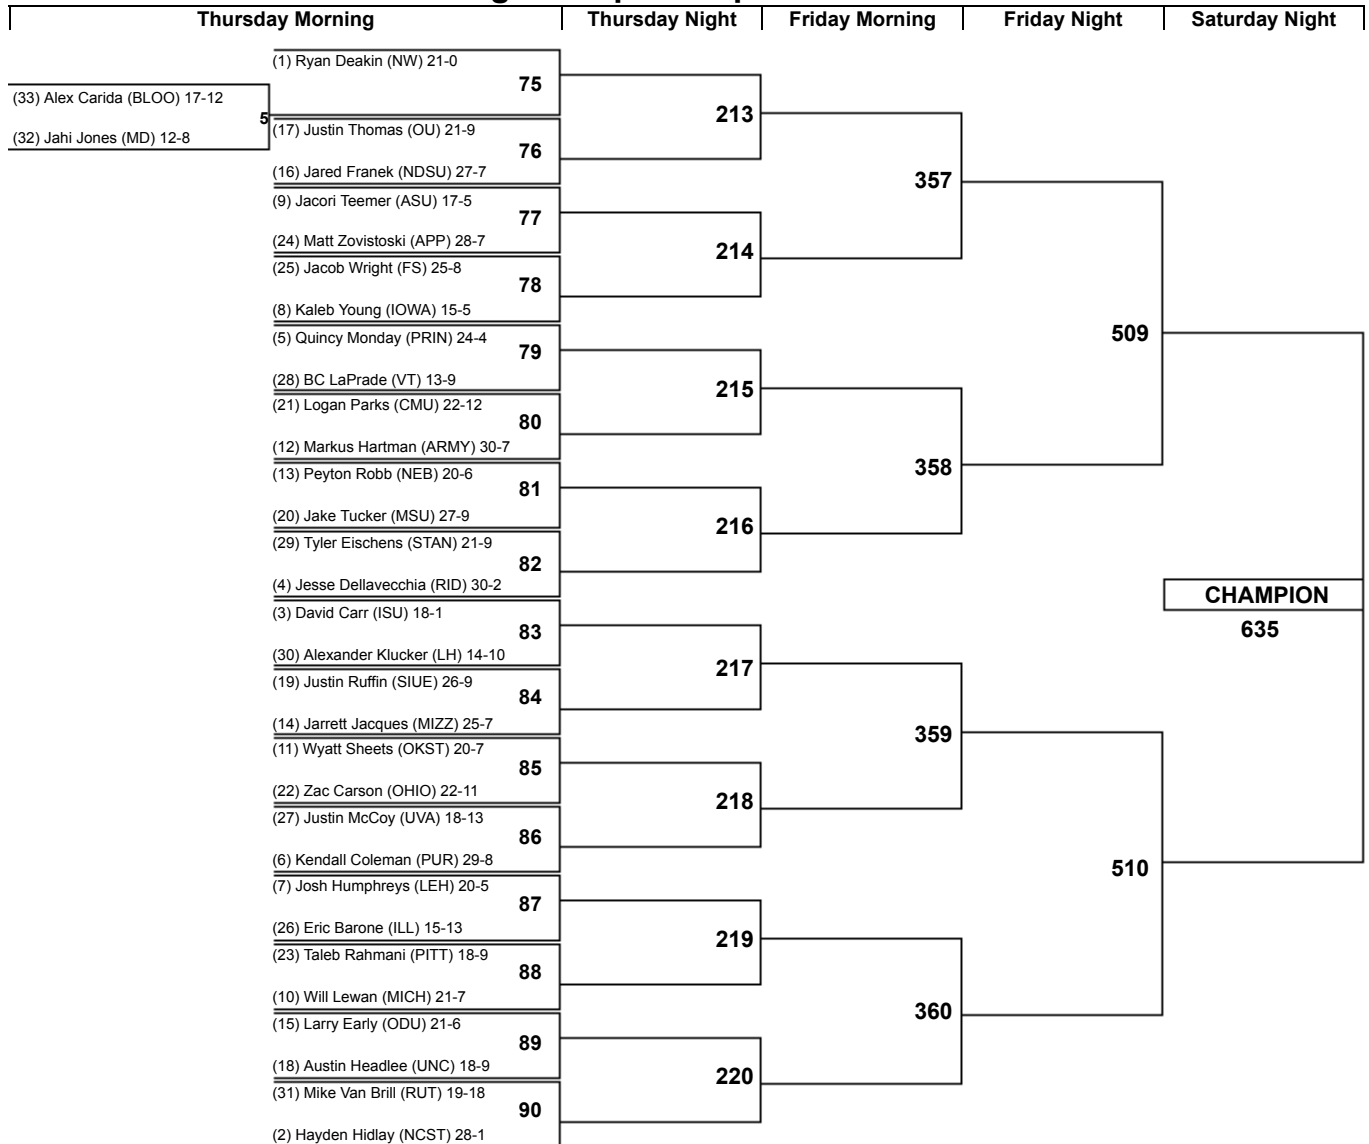 Thursday Morning Thursday Night Friday Morning Friday Night Saturday Night
(1) Ryan Deakin (NW) 21-0
75
(33) Alex Carida (BLOO) 17-12
5
(32) Jahi Jones (MD) 12-8
(17) Justin Thomas (OU) 21-9
76
(16) Jared Franek (NDSU) 27-7
(9) Jacori Teemer (ASU) 17-5
77
(24) Matt Zovistoski (APP) 28-7
(25) Jacob Wright (FS) 25-8
78
(8) Kaleb Young (IOWA) 15-5
(5) Quincy Monday (PRIN) 24-4
79
(28) BC LaPrade (VT) 13-9
(21) Logan Parks (CMU) 22-12
80
(12) Markus Hartman (ARMY) 30-7
(13) Peyton Robb (NEB) 20-6
81
(20) Jake Tucker (MSU) 27-9
(29) Tyler Eischens (STAN) 21-9
82
(4) Jesse Dellavecchia (RID) 30-2
(3) David Carr (ISU) 18-1
83
(30) Alexander Klucker (LH) 14-10
(19) Justin Ruffin (SIUE) 26-9
84
(14) Jarrett Jacques (MIZZ) 25-7
(11) Wyatt Sheets (OKST) 20-7
85
(22) Zac Carson (OHIO) 22-11
(27) Justin McCoy (UVA) 18-13
86
(6) Kendall Coleman (PUR) 29-8
(7) Josh Humphreys (LEH) 20-5
87
(26) Eric Barone (ILL) 15-13
(23) Taleb Rahmani (PITT) 18-9
88
(10) Will Lewan (MICH) 21-7
(15) Larry Early (ODU) 21-6
89
(18) Austin Headlee (UNC) 18-9
(31) Mike Van Brill (RUT) 19-18
90
(2) Hayden Hidlay (NCST) 28-1
213
214
215
216
217
218
219
220
357
358
359
360
509
510
CHAMPION
635